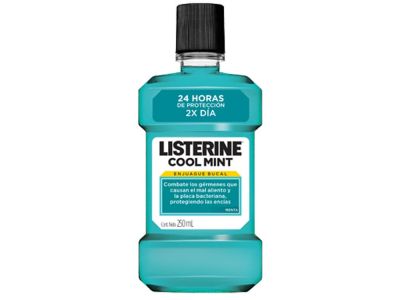 24 HORAS
DE PROTECCIÓN
2X DÍA
LISTERINE
COOL MINT
ENJUAGUE BUCAL
Combate los gérmenes que
causan el mal aliento y
la placa bacteriana,
protegiendo las encías
MENTA
Cont. Neto 250 mL